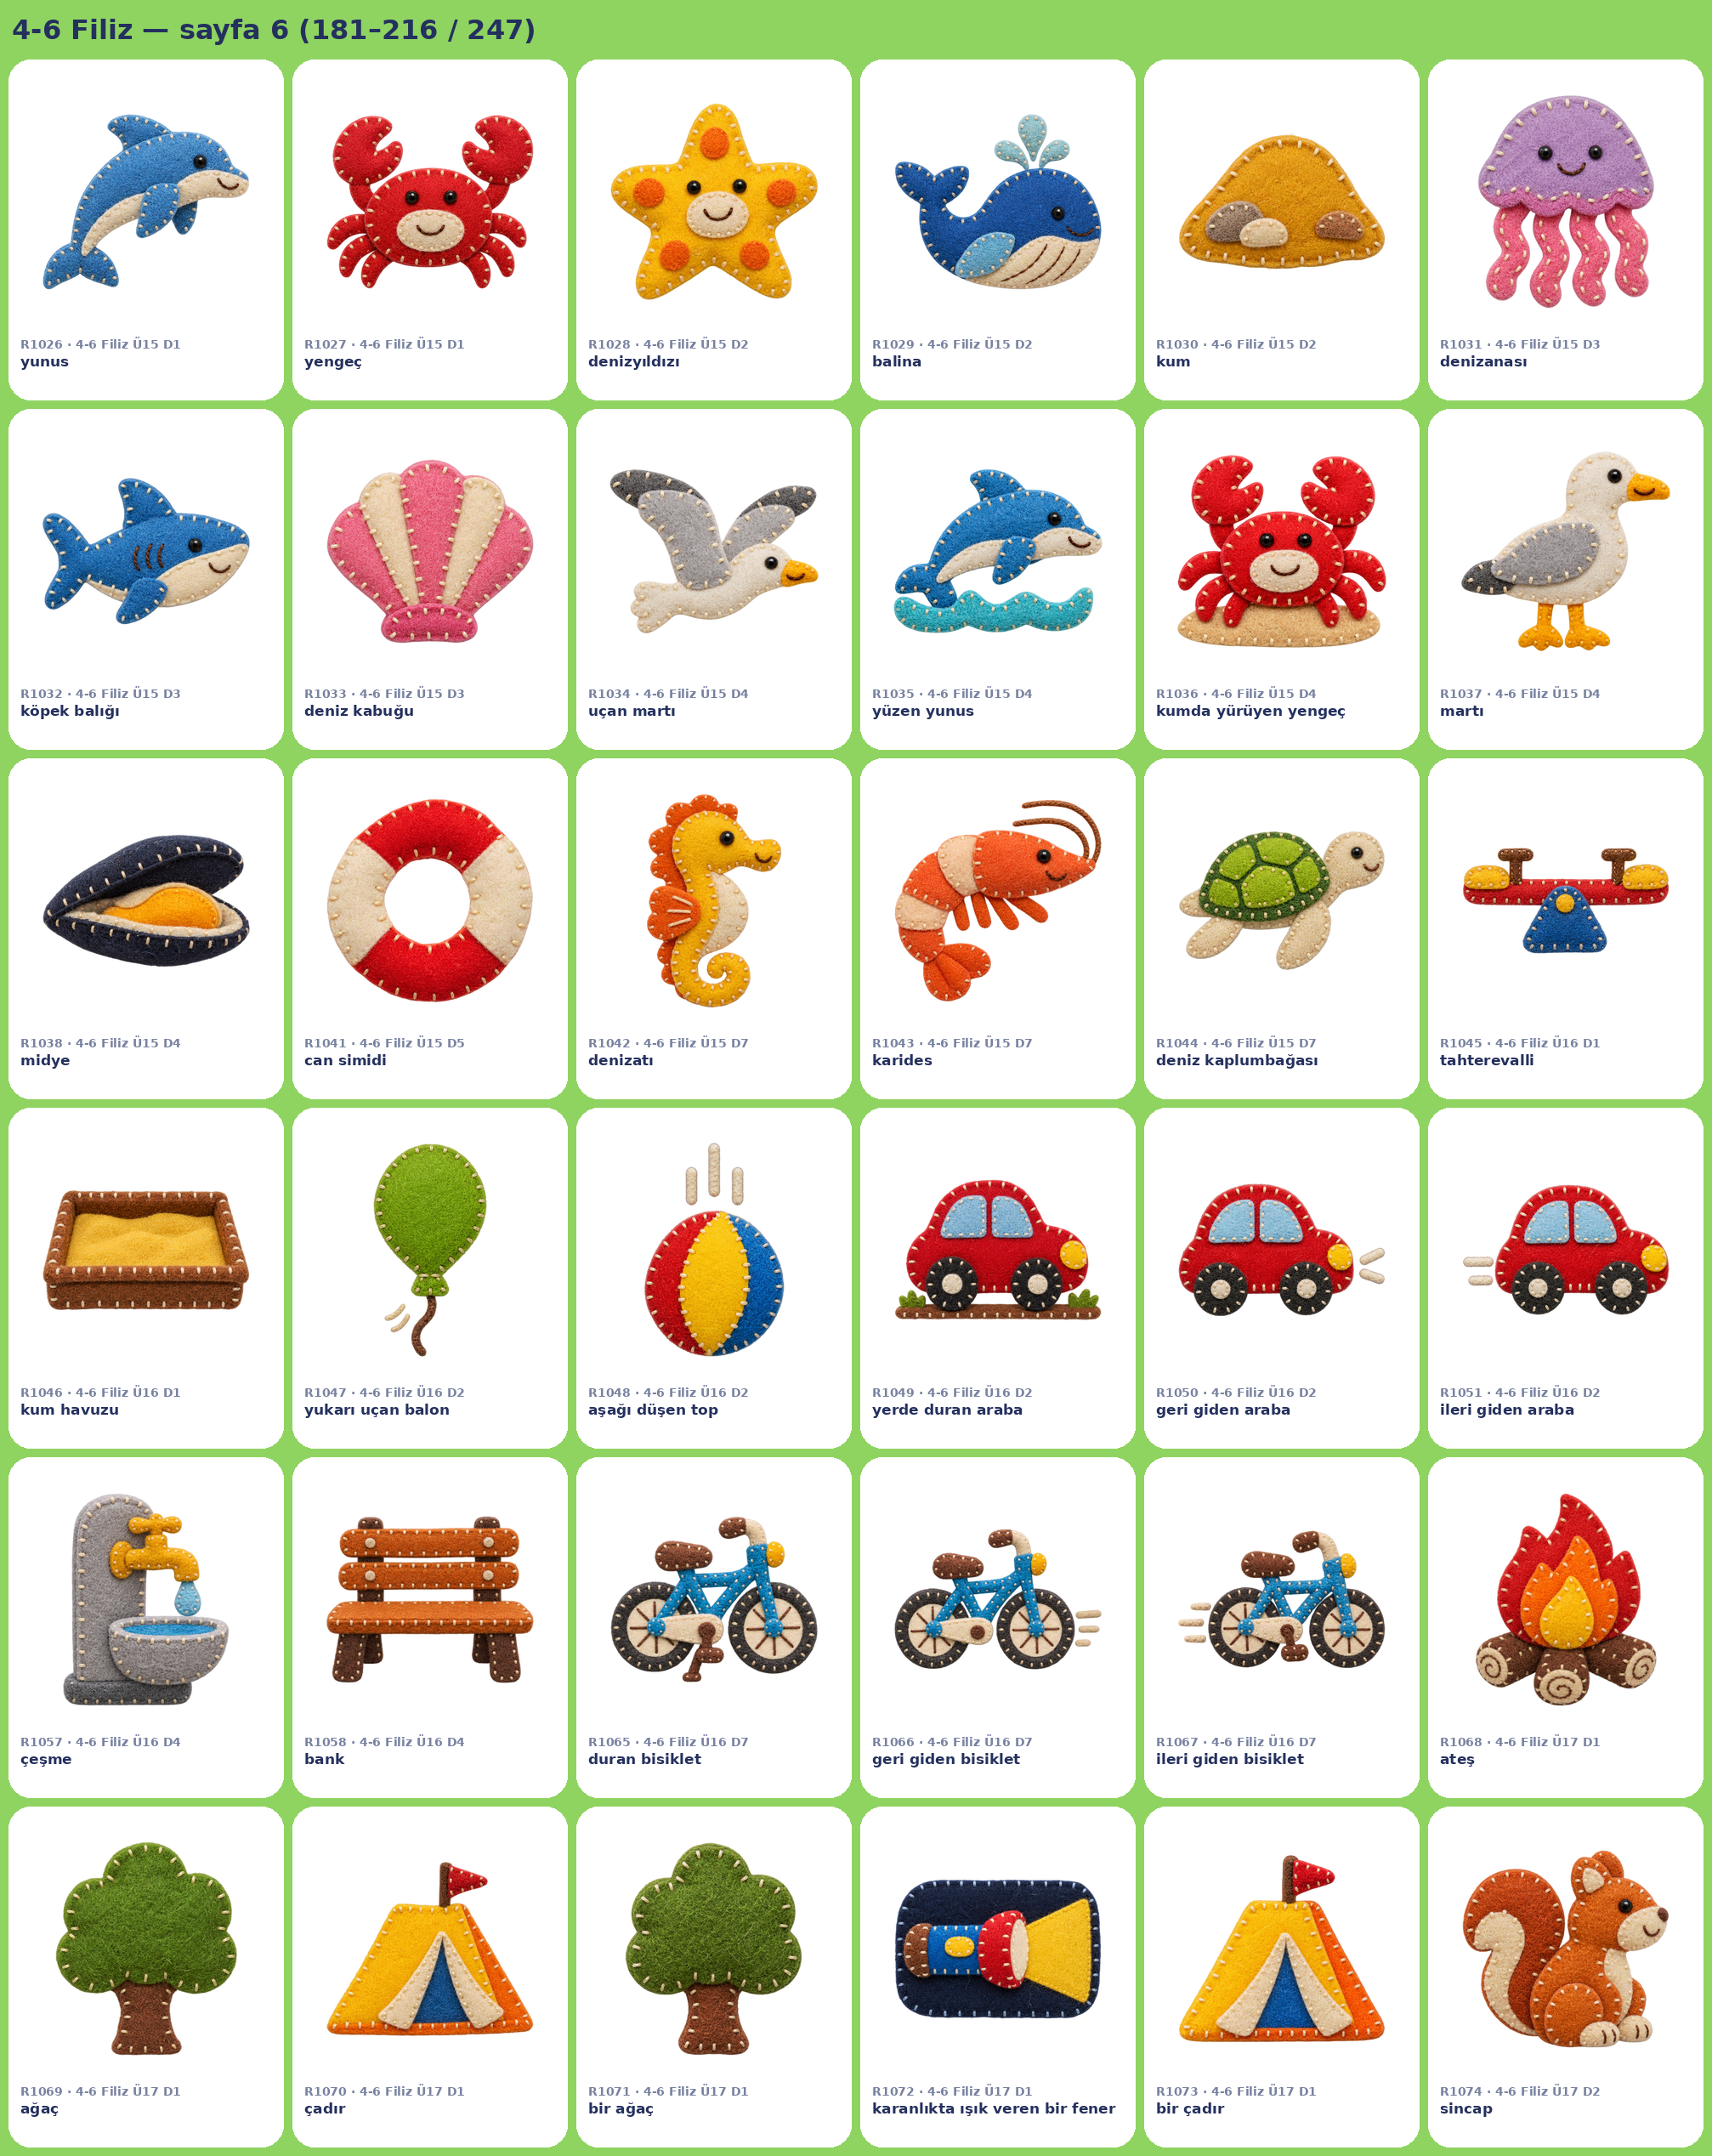 4-6 Filiz — sayfa 6 (181–216 / 247)
R1026 · 4-6 Filiz Ü15 D1
yunus
R1027 · 4-6 Filiz Ü15 D1
yengeç
R1028 · 4-6 Filiz Ü15 D2
denizyıldızı
R1029 · 4-6 Filiz Ü15 D2
balina
R1030 · 4-6 Filiz Ü15 D2
kum
R1031 · 4-6 Filiz Ü15 D3
denizanası
R1032 · 4-6 Filiz Ü15 D3
köpek balığı
R1033 · 4-6 Filiz Ü15 D3
deniz kabuğu
R1034 · 4-6 Filiz Ü15 D4
uçan martı
R1035 · 4-6 Filiz Ü15 D4
yüzen yunus
R1036 · 4-6 Filiz Ü15 D4
kumda yürüyen yengeç
R1037 · 4-6 Filiz Ü15 D4
martı
R1038 · 4-6 Filiz Ü15 D4
midye
R1041 · 4-6 Filiz Ü15 D5
can simidi
R1042 · 4-6 Filiz Ü15 D7
denizatı
R1043 · 4-6 Filiz Ü15 D7
karides
R1044 · 4-6 Filiz Ü15 D7
deniz kaplumbağası
R1045 · 4-6 Filiz Ü16 D1
tahterevalli
R1046 · 4-6 Filiz Ü16 D1
kum havuzu
R1047 · 4-6 Filiz Ü16 D2
yukarı uçan balon
R1048 · 4-6 Filiz Ü16 D2
aşağı düşen top
R1049 · 4-6 Filiz Ü16 D2
yerde duran araba
R1050 · 4-6 Filiz Ü16 D2
geri giden araba
R1051 · 4-6 Filiz Ü16 D2
ileri giden araba
R1057 · 4-6 Filiz Ü16 D4
çeşme
R1058 · 4-6 Filiz Ü16 D4
bank
R1065 · 4-6 Filiz Ü16 D7
duran bisiklet
R1066 · 4-6 Filiz Ü16 D7
geri giden bisiklet
R1067 · 4-6 Filiz Ü16 D7
ileri giden bisiklet
R1068 · 4-6 Filiz Ü17 D1
ateş
R1069 · 4-6 Filiz Ü17 D1
ağaç
R1070 · 4-6 Filiz Ü17 D1
çadır
R1071 · 4-6 Filiz Ü17 D1
bir ağaç
R1072 · 4-6 Filiz Ü17 D1
karanlıkta ışık veren bir fener
R1073 · 4-6 Filiz Ü17 D1
bir çadır
R1074 · 4-6 Filiz Ü17 D2
sincap